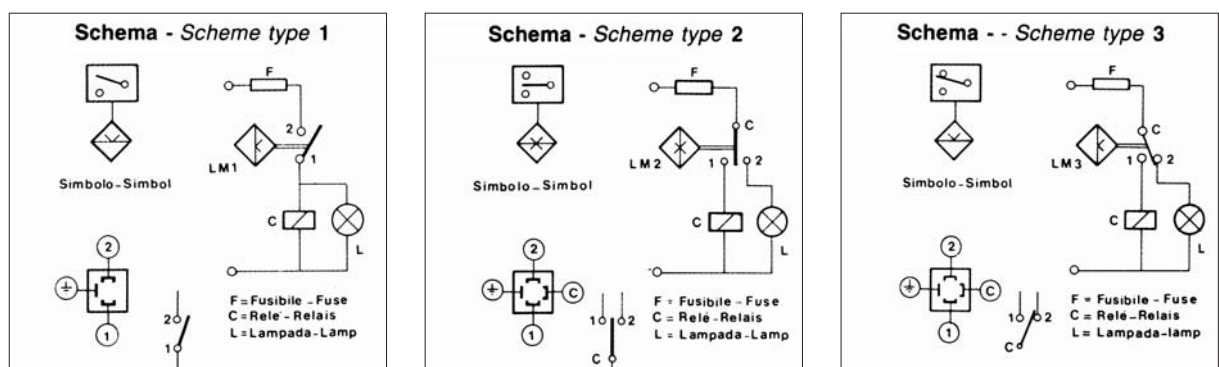 Schema - Scheme type 1
F
2
1
LM1
Simbolo-Simbol
C
L
2
1
2
1
F=Fusibile-Fuse
C=Relè-Relais
L=Lampada-Lamp
Schema - Scheme type 2
F
C
LM2
1
2
Simbolo-Simbol
C
L
2
C
1
1
2
C
F=Fusibile-Fuse
C=Relé-Relais
L=Lampada-Lamp
Schema - - Scheme type 3
F
C
LM3
1
2
Simbolo-Simbol
C
L
2
C
1
1
2
C
F=Fusibile-Fuse
C=Relé-Relais
L=Lampada-lamp